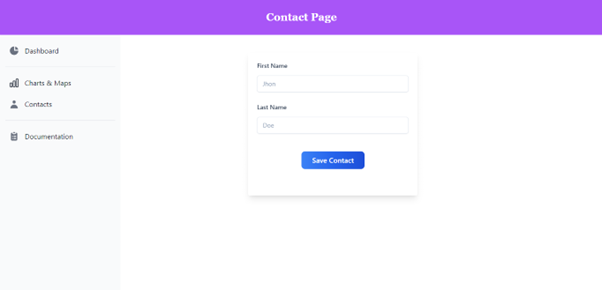 Contact Page
Dashboard
Charts & Maps
Contacts
Documentation
First Name
Jhon
Last Name
Doe
Save Contact